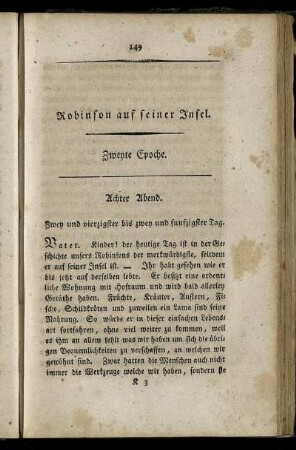 149
Robinson auf seiner Insel.
Zweyte Epoche.
Achter Abend.
Zwey und vierzigster bis zwey und funfzigster Tag.
Vater. Kinder! der heutige Tag ist in der Ge-
schichte unsers Robinsons der merkwürdigste, seitdem
er auf seiner Insel ist. — Ihr habt gesehen wie er
bis jetzt auf derselben lebte. Er besitzt eine ordent-
liche Wohnung mit Hofraum und wird bald allerley
Geräthe haben. Früchte, Kräuter, Austern, Fi-
sche, Schildkröten und zuweilen ein Lama sind seine
Nahrung. So würde er in dieser einfachen Lebens-
art fortfahren, ohne viel weiter zu kommen, weil
es ihm an allem was wir haben um sich die übri-
gen Bequemlichkeiten zu verschaffen, an welchen wir
gewöhnt sind. Zwar hatten die Menschen auch nicht
immer die Werkzeuge welche wir haben, sondern sie
K 3